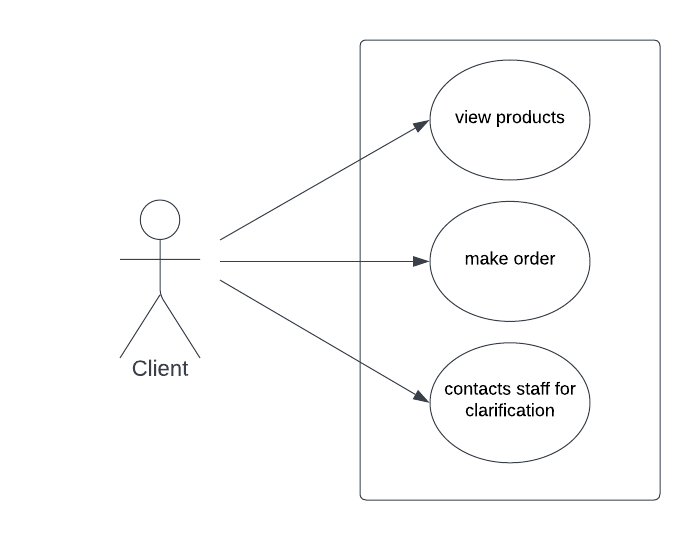 view products
make order
Client
contacts staff for
clarification